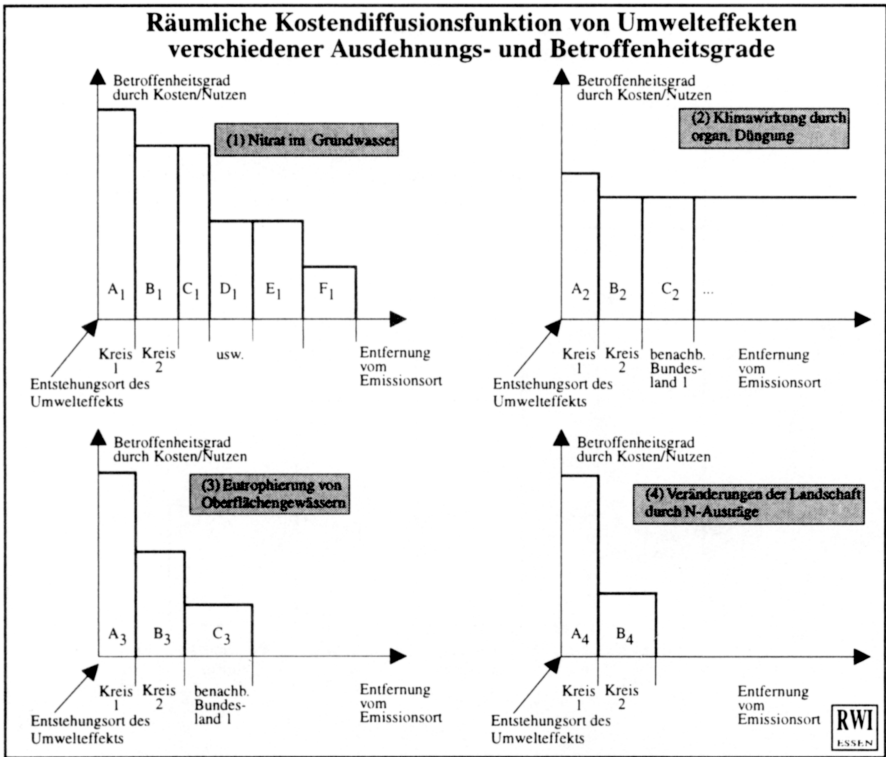 Räumliche Kostendiffusionsfunktion von Umwelteffekten
verschiedener Ausdehnungs- und Betroffenheitsgrade
Betroffenheitsgrad
durch Kosten/Nutzen
(1) Nitrat im Grundwasser
A1 B1 C1 D1 E1 F1
Kreis 1
Kreis 2
usw.
Entfernung
vom
Emissionsort
Entstehungsort des
Umwelteffekts
Betroffenheitsgrad
durch Kosten/Nutzen
(2) Klimawirkung durch
organ. Düngung
A2 B2 C2 ...
Kreis 1
Kreis 2
benachb.
Bundes-
land 1
Entfernung
vom
Emissionsort
Entstehungsort des
Umwelteffekts
Betroffenheitsgrad
durch Kosten/Nutzen
(3) Eutrophierung von
Oberflächengewässern
A3 B3 C3
Kreis 1
Kreis 2
benachb.
Bundes-
land 1
Entfernung
vom
Emissionsort
Entstehungsort des
Umwelteffekts
Betroffenheitsgrad
durch Kosten/Nutzen
(4) Veränderungen der Landschaft
durch N-Austräge
A4 B4
Kreis 1
Kreis 2
Entfernung
vom
Emissionsort
Entstehungsort des
Umwelteffekts
RWI
ESSEN